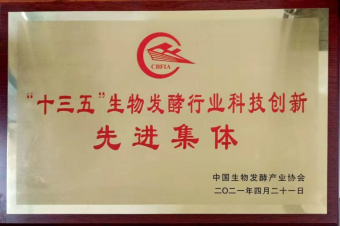 CBFIA
“十三五”生物发酵行业科技创新
先进集体
中国生物发酵产业协会
二〇二一年四月二十一日